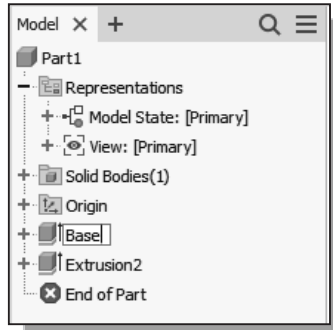 Model
Part1
Representations
Model State: [Primary]
View: [Primary]
Solid Bodies(1)
Origin
Base
Extrusion2
End of Part